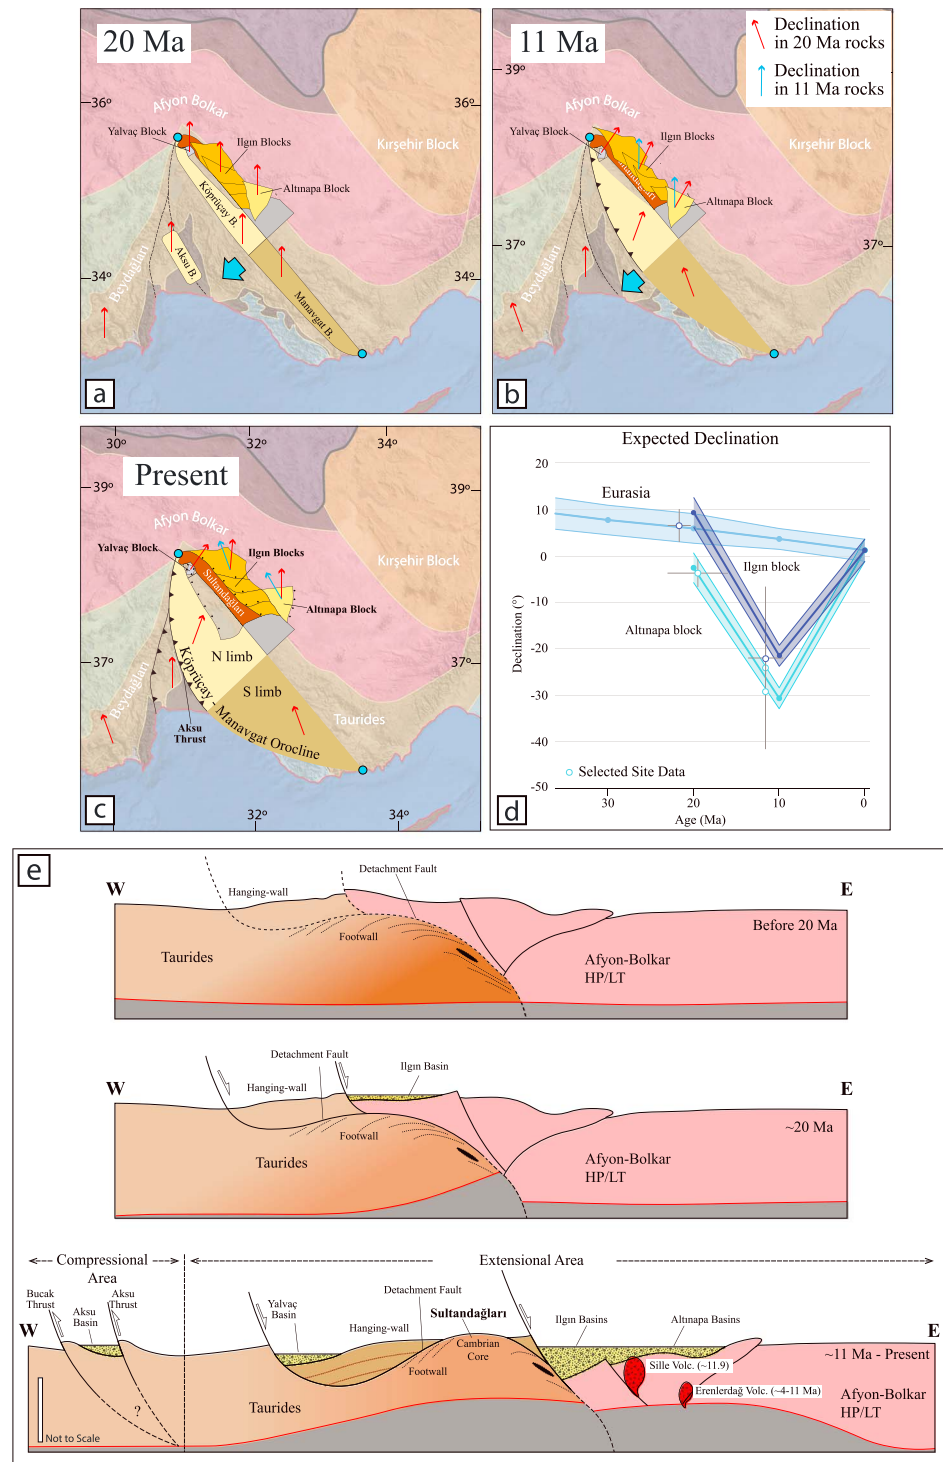 20 Ma
36º
Afyon Bolkar
Yalvaç Block
Ilgın Blocks
Kırşehir Block
Altınapa Block
Köprüçay B.
Aksu B.
Beydağları
34º
34º
Manavgat B.
a
11 Ma
Declination
in 20 Ma rocks
Declination
in 11 Ma rocks
39º
36º
Afyon Bolkar
Yalvaç Block
Ilgın Blocks
Kırşehir Block
Sultandağları
Altınapa Block
37º
37º
Beydağları
b
30º
32º
34º
Present
39º
39º
Afyon Bolkar
Yalvaç Block
Ilgın Blocks
Kırşehir Block
Sultandağları
Altınapa Block
37º
37º
N limb
S limb
Beydağları
Köprüçay -
Manavgat Orocline
Taurides
Aksu
Thrust
c
32º
34º
Expected Declination
20
10
0
-10
-20
-30
-40
-50
Declination (°)
Eurasia
Ilgın block
Altınapa block
Selected Site Data
30
20
10
0
Age (Ma)
d
e
W
E
Detachment Fault
Hanging-wall
Footwall
Before 20 Ma
Taurides
Afyon-Bolkar
HP/LT
Detachment Fault
Ilgın Basin
W
E
Hanging-wall
Footwall
~20 Ma
Taurides
Afyon-Bolkar
HP/LT
Compressional
Area
Extensional Area
Bucak
Thrust
Aksu
Basin
Aksu
Thrust
Yalvaç
Basin
Hanging-wall
Detachment Fault
Sultandağları
Ilgın Basins
Altınapa Basins
W
E
Cambrian
Core
Footwall
~11 Ma - Present
Sille Volc. (~11.9)
Erenlerdağ Volc. (~4-11 Ma)
Afyon-Bolkar
HP/LT
Taurides
?
Not to Scale